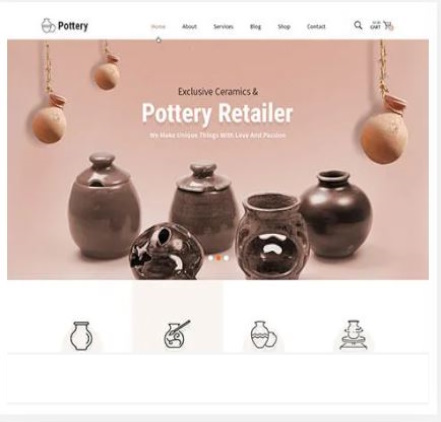 Pottery
Home About Services Blog Shop Contact
CART
Exclusive Ceramics &
Pottery Retailer
We Make Unique Things With Love And Passion